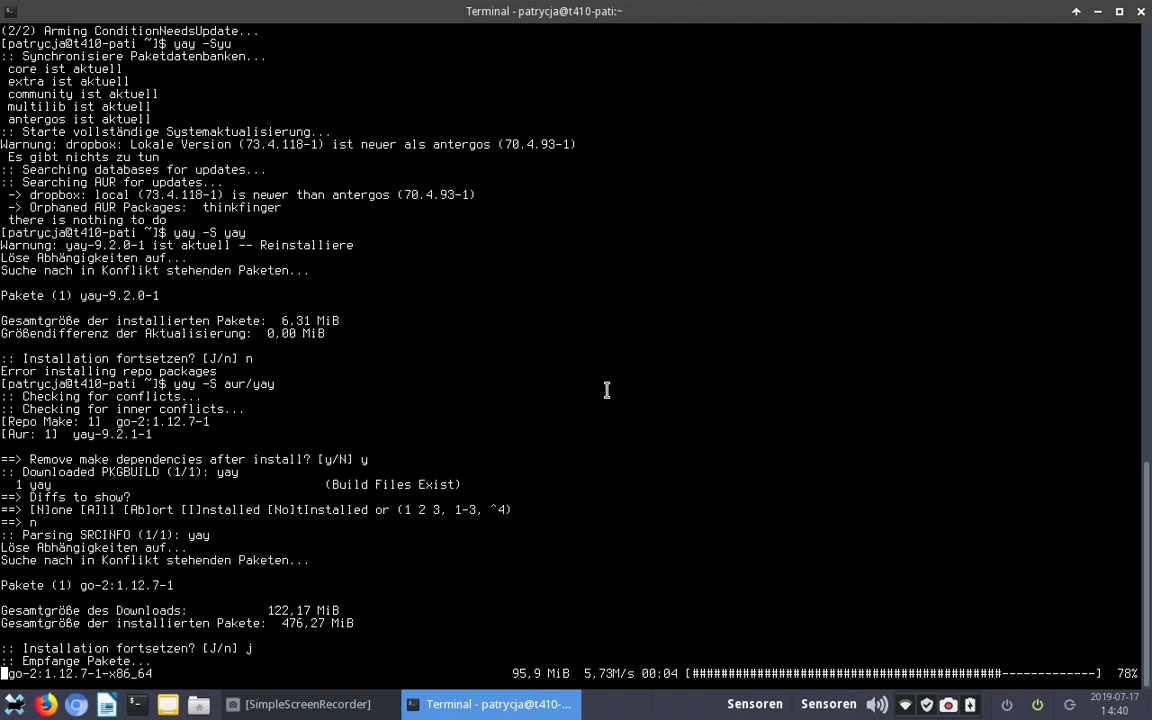 Terminal - patrycja@t410-pati:~
(2/2) Arming ConditionNeedsUpdate...
[patrycja@t410-pati ~]$ yay -Syu
:: Synchronisiere Paketdatenbanken...
core ist aktuell
extra ist aktuell
community ist aktuell
multilib ist aktuell
antergos ist aktuell
:: Starte vollständige Systemaktualisierung...
Warnung: dropbox: Lokale Version (73.4.118-1) ist neuer als antergos (70.4.93-1)
Es gibt nichts zu tun
:: Searching databases for updates...
:: Searching AUR for updates...
-> dropbox: local (73.4.118-1) is newer than antergos (70.4.93-1)
-> Orphaned AUR Packages:  thinkfinger
there is nothing to do
[patrycja@t410-pati ~]$ yay -S yay
Warnung: yay-9.2.0-1 ist aktuell -- Reinstalliere
Löse Abhängigkeiten auf...
Suche nach in Konflikt stehenden Paketen...
Pakete (1) yay-9.2.0-1
Gesamtgröße der installierten Pakete:  6,31 MiB
Größendifferenz der Aktualisierung:  0,00 MiB
:: Installation fortsetzen? [J/n] n
Error installing repo packages
[patrycja@t410-pati ~]$ yay -S aur/yay
:: Checking for conflicts...
:: Checking for inner conflicts...
[Repo Make: 1]  go-2:1.12.7-1
[Aur: 1]  yay-9.2.1-1
==> Remove make dependencies after install? [y/N] y
:: Downloaded PKGBUILD (1/1): yay
1 yay                              (Build Files Exist)
==> Diffs to show?
==> [N]one [A]ll [Ab]ort [I]nstalled [No]tInstalled or (1 2 3, 1-3, ^4)
==> n
:: Parsing SRCINFO (1/1): yay
Löse Abhängigkeiten auf...
Suche nach in Konflikt stehenden Paketen...
Pakete (1) go-2:1.12.7-1
Gesamtgröße des Downloads:           122,17 MiB
Gesamtgröße der installierten Pakete:  476,27 MiB
:: Installation fortsetzen? [J/n] j
:: Empfange Pakete...
go-2:1.12.7-1-x86_64    95,9 MiB  5,73M/s 00:04 [#######################################-------------]  78%
[SimpleScreenRecorder]
Terminal - patrycja@t410-...
Sensoren
Sensoren
2019-07-17
14:40